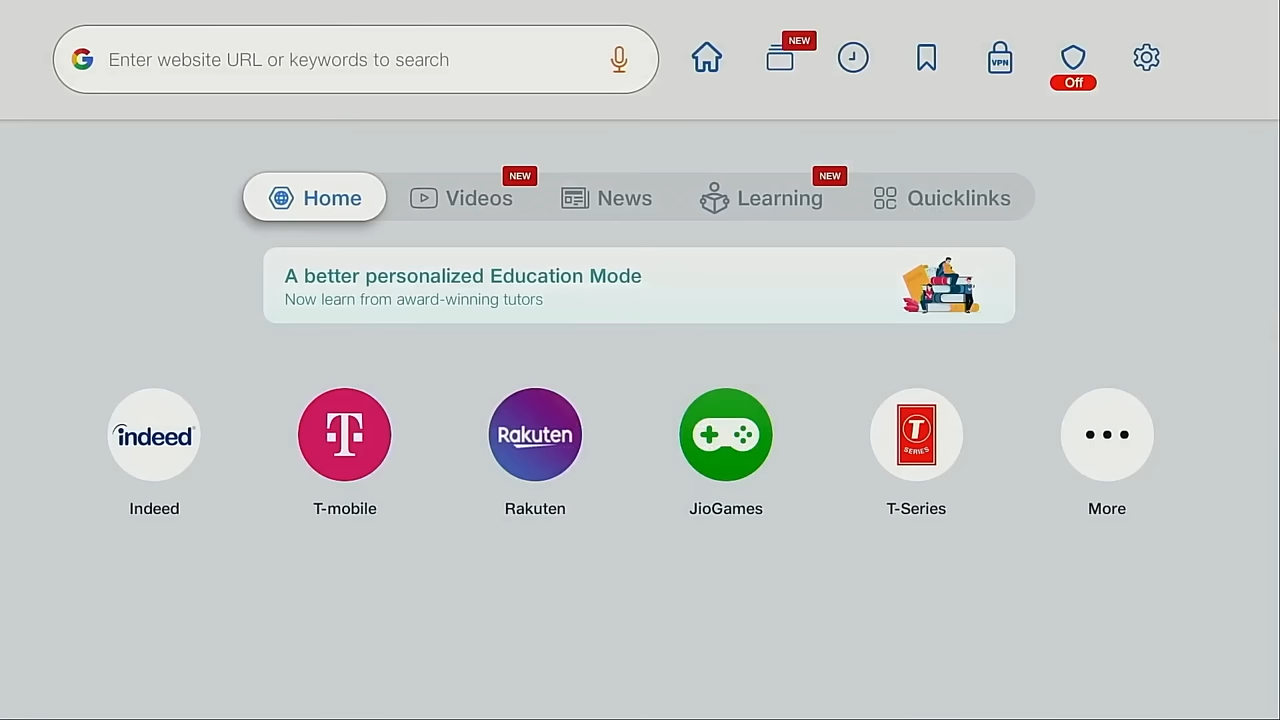 Enter website URL or keywords to search
NEW
VPN
Off
Home
Videos
NEW
News
Learning
NEW
Quicklinks
A better personalized Education Mode
Now learn from award-winning tutors
indeed
T
Rakuten
T
SERIES
Indeed
T-mobile
Rakuten
JioGames
T-Series
More